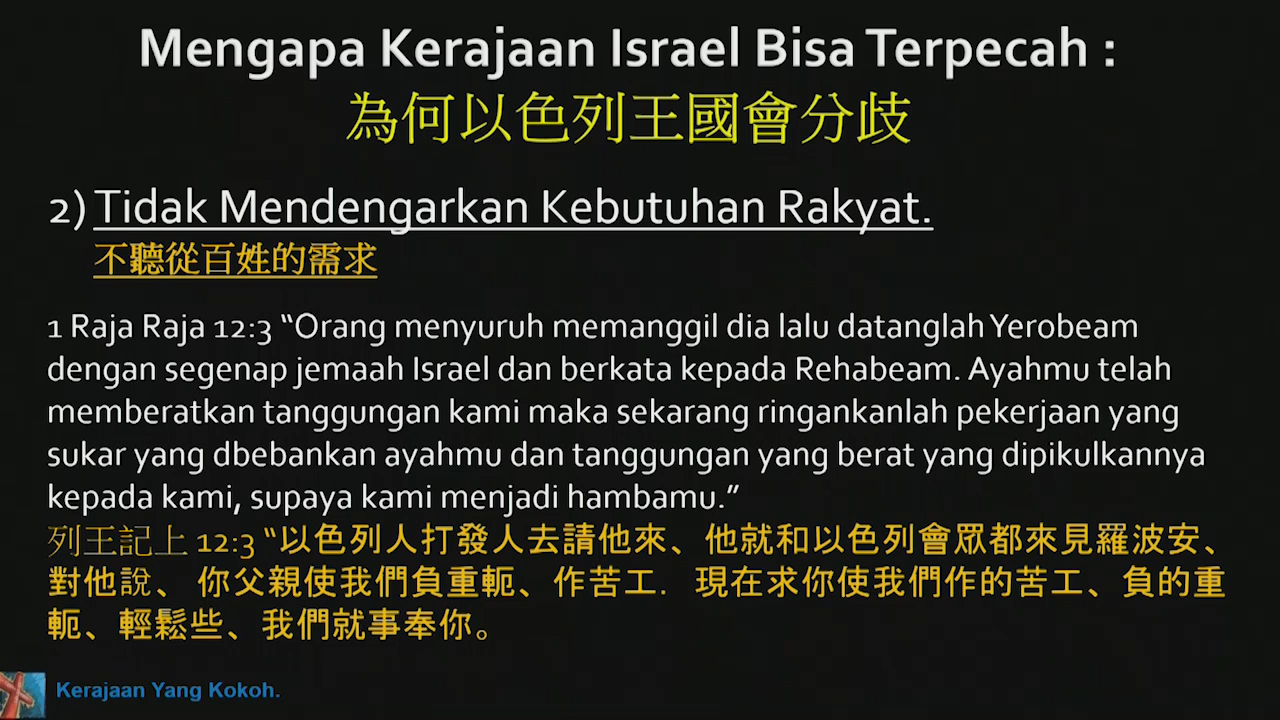 Mengapa Kerajaan Israel Bisa Terpecah :
為何以色列王國會分歧
2) Tidak Mendengarkan Kebutuhan Rakyat.
不聽從百姓的需求
1 Raja Raja 12:3 “Orang menyuruh memanggil dia lalu datanglah Yerobeam
dengan segenap jemaah Israel dan berkata kepada Rehabeam. Ayahmu telah
memberatkan tanggungan kami maka sekarang ringankanlah pekerjaan yang
sukar yang dbebankan ayahmu dan tanggungan yang berat yang dipikulkannya
kepada kami, supaya kami menjadi hambamu.”
列王記上 12:3 “以色列人打發人去請他來、他就和以色列會眾都來見羅波安、
對他說、 你父親使我們負重軛、作苦工. 現在求你使我們作的苦工、負的重
軛、輕鬆些、我們就事奉你。
Kerajaan Yang Kokoh.